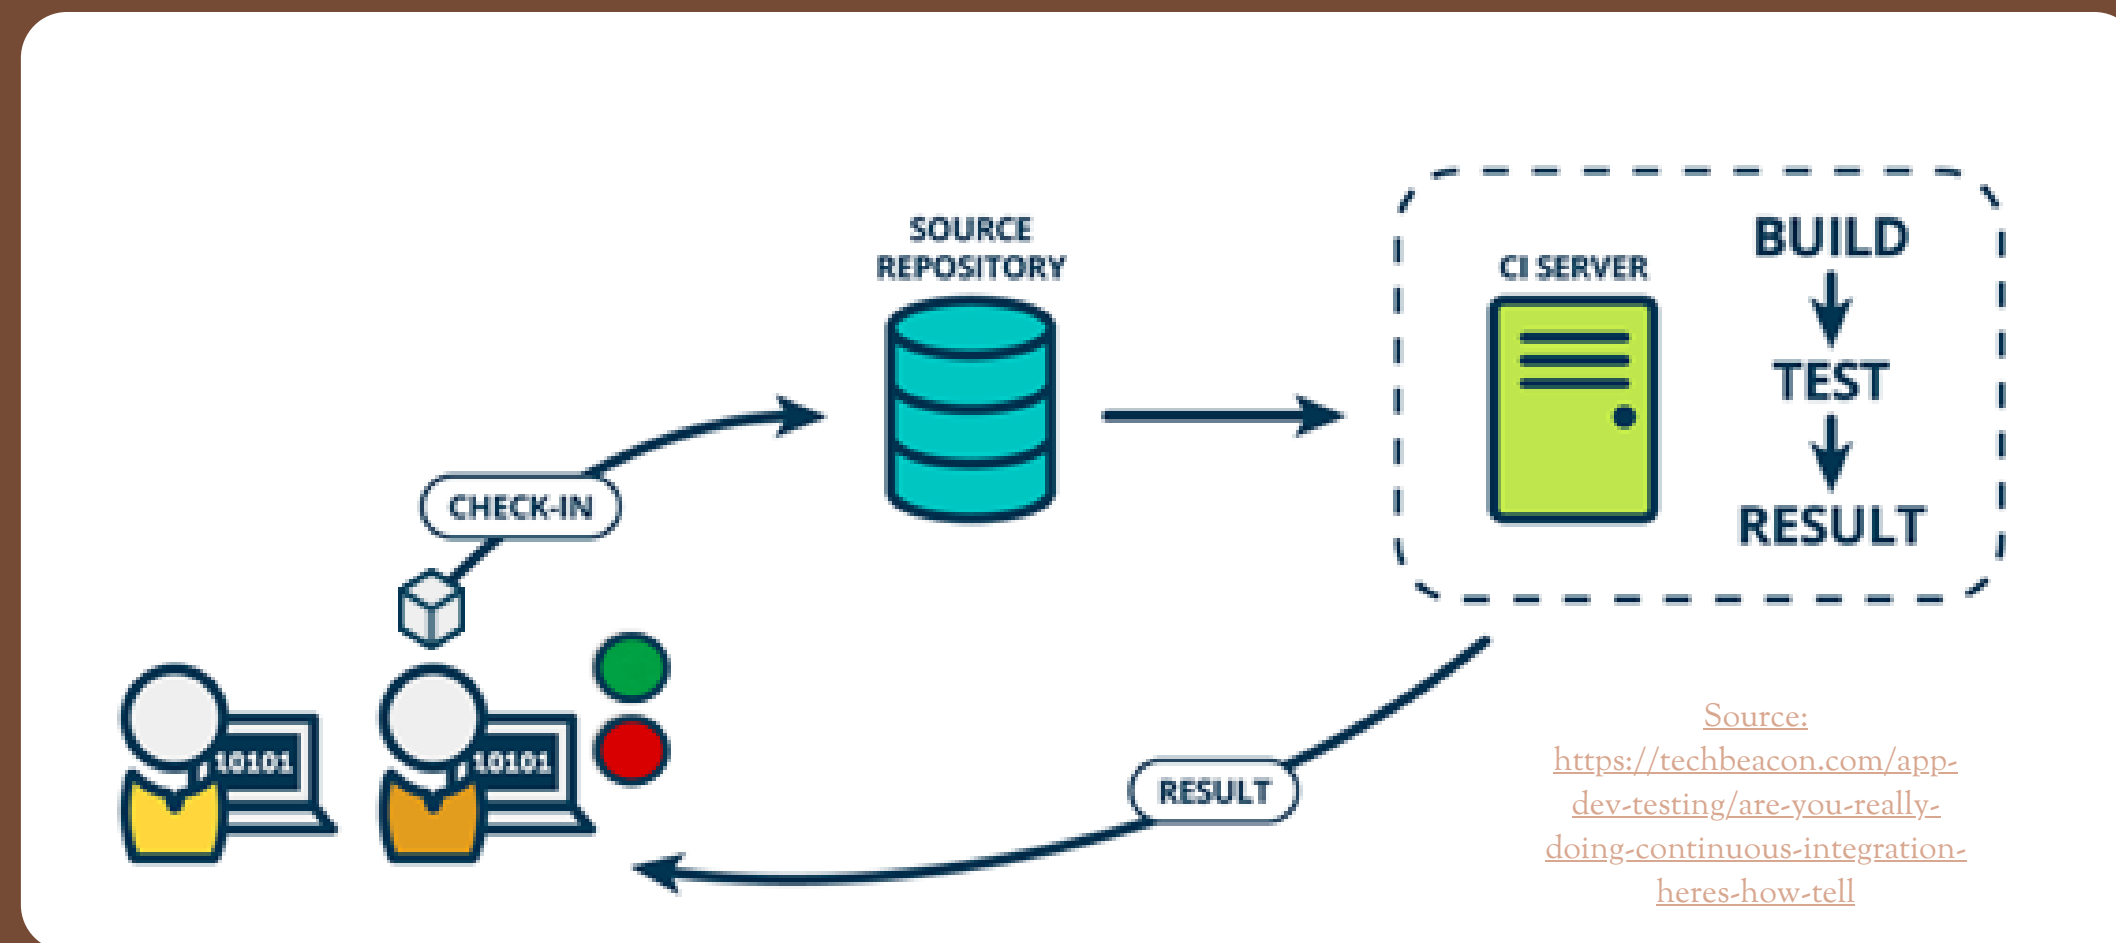 SOURCE
REPOSITORY
CI SERVER
BUILD
TEST
RESULT
CHECK-IN
10101
10101
RESULT
Source:
https://techbeacon.com/app-
dev-testing/are-you-really-
doing-continuous-integration-
heres-how-tell